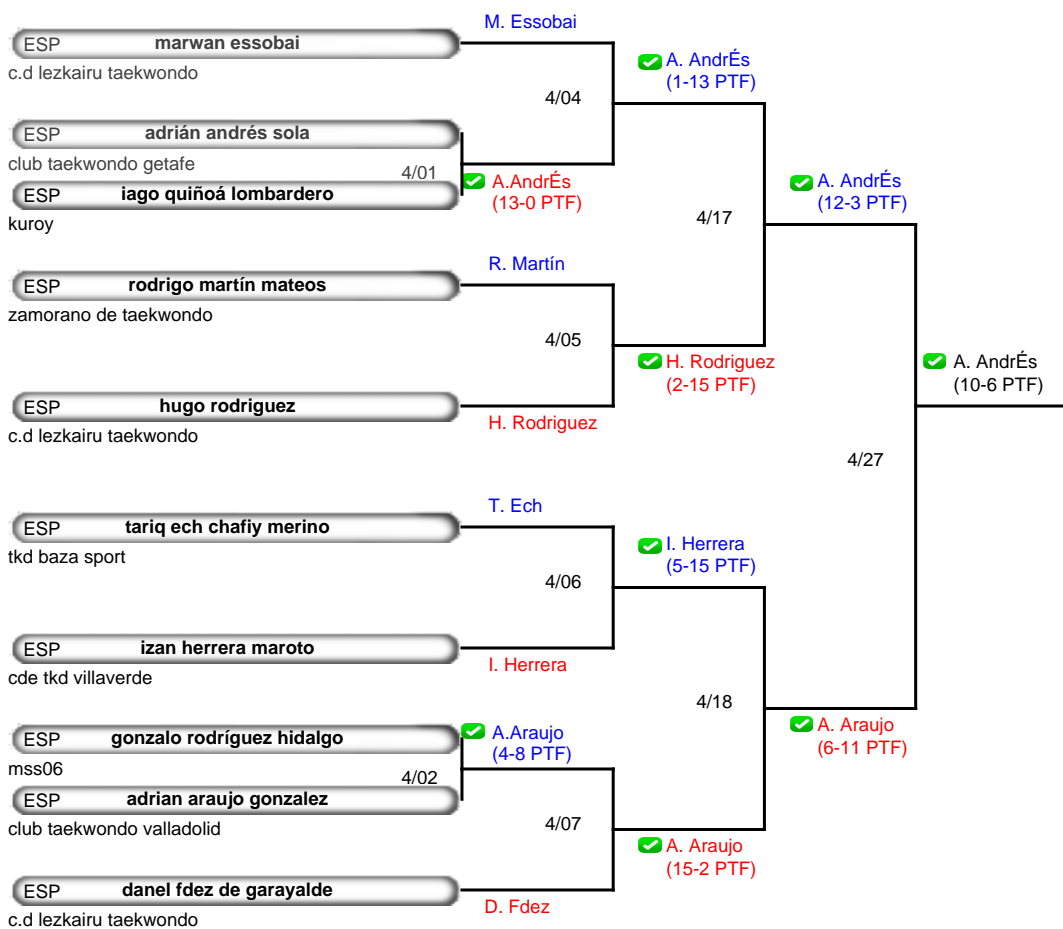 M. Essobai
ESP marwan essobai
c.d lezkairu taekwondo
A. AndrÉs
(1-13 PTF)
4/04
ESP adrián andrés sola
club taekwondo getafe
4/01
A.AndrÉs
(13-0 PTF)
ESP iago quiñoá lombardero
kuroy
A. AndrÉs
(12-3 PTF)
4/17
R. Martín
ESP rodrigo martín mateos
zamorano de taekwondo
4/05
H. Rodriguez
(2-15 PTF)
A. AndrÉs
(10-6 PTF)
ESP hugo rodriguez
c.d lezkairu taekwondo
H. Rodriguez
4/27
T. Ech
ESP tariq ech chafiy merino
tkd baza sport
I. Herrera
(5-15 PTF)
4/06
ESP izan herrera maroto
cde tkd villaverde
I. Herrera
4/18
A.Araujo
(4-8 PTF)
ESP gonzalo rodríguez hidalgo
mss06
4/02
A. Araujo
(6-11 PTF)
ESP adrian araujo gonzalez
club taekwondo valladolid
4/07
A. Araujo
(15-2 PTF)
ESP danel fdez de garayalde
c.d lezkairu taekwondo
D. Fdez